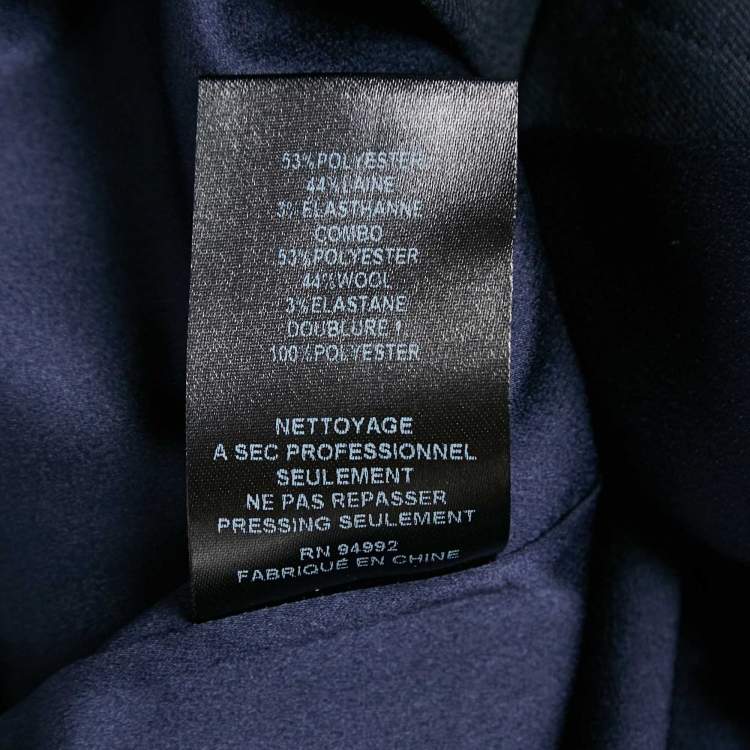 53%POLYESTER
44%LAINE
3%ELASTHANNE
COMBO
53%POLYESTER
44%WOOL
3%ELASTANE
DOUBLURE 1
100%POLYESTER
NETTOYAGE
A SEC PROFESSIONNEL
SEULEMENT
NE PAS REPASSER
PRESSING SEULEMENT
RN 94992
FABRIQUÉ EN CHINE